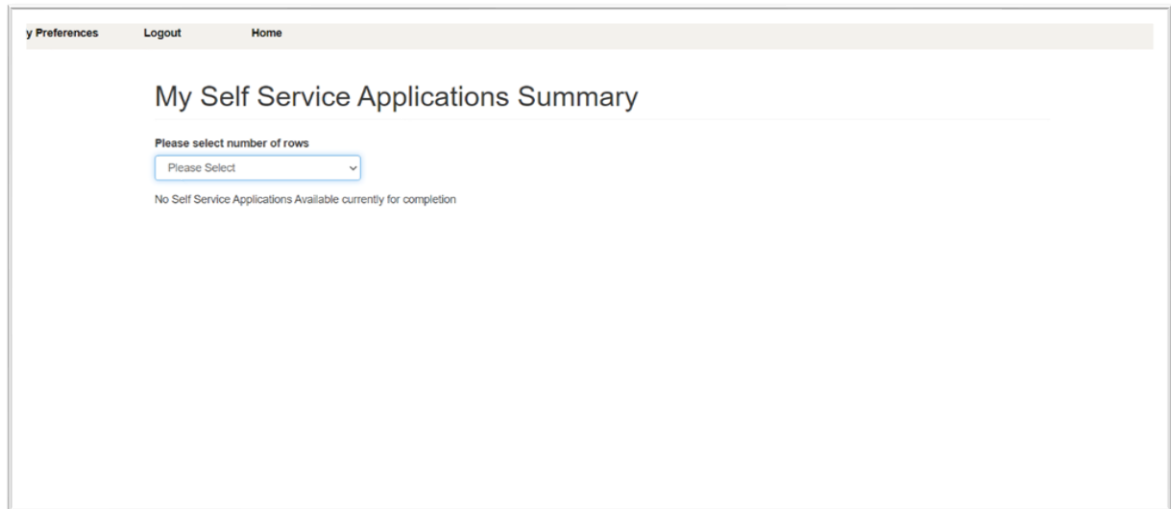 y Preferences Logout Home
My Self Service Applications Summary
Please select number of rows
Please Select
No Self Service Applications Available currently for completion